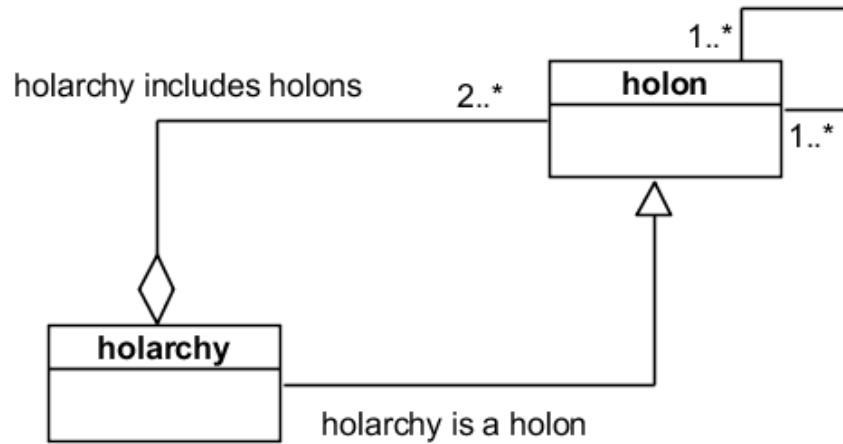 1..*
holarchy includes holons
2..*
holon
1..*
holarchy
holarchy is a holon